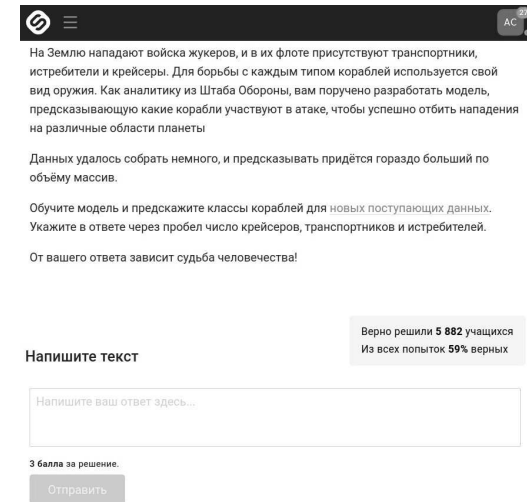 AC
27
На Землю нападают войска жукеров, и в их флоте присутствуют транспортники,
истребители и крейсеры. Для борьбы с каждым типом кораблей используется свой
вид оружия. Как аналитику из Штаба Обороны, вам поручено разработать модель,
предсказывающую какие корабли участвуют в атаке, чтобы успешно отбить нападения
на различные области планеты
Данных удалось собрать немного, и предсказывать придётся гораздо больший по
объёму массив.
Обучите модель и предскажите классы кораблей для новых поступающих данных.
Укажите в ответе через пробел число крейсеров, транспортников и истребителей.
От вашего ответа зависит судьба человечества!
Верно решили 5 882 учащихся
Из всех попыток 59% верных
Напишите текст
Напишите ваш ответ здесь...
3 балла за решение.
Отправить